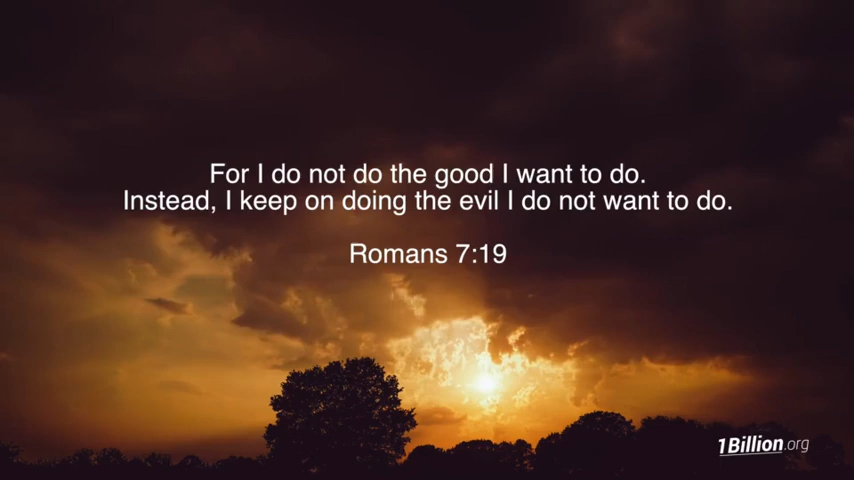 For I do not do the good I want to do.
Instead, I keep on doing the evil I do not want to do.
Romans 7:19
1Billion.org